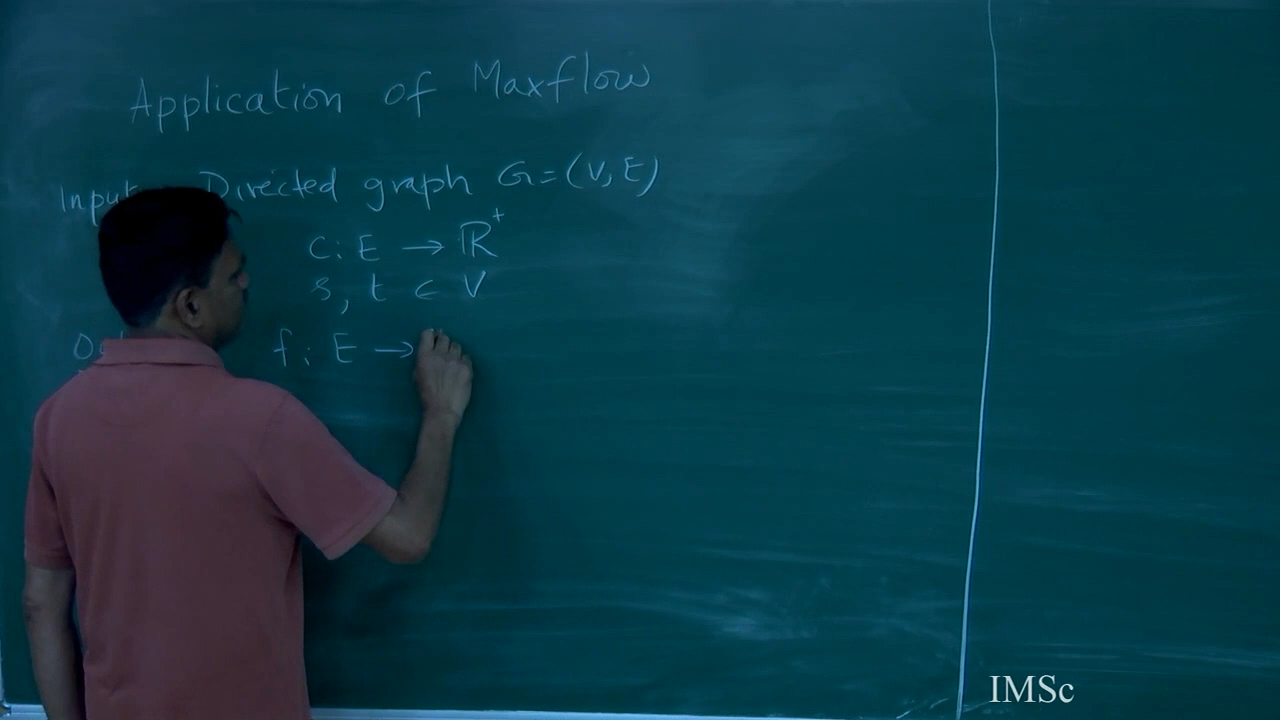 Application of Maxflow
Input Directed graph G=(V,E)
C: E → ℝ⁺
s, t ∈ V
f: E →
IMSc